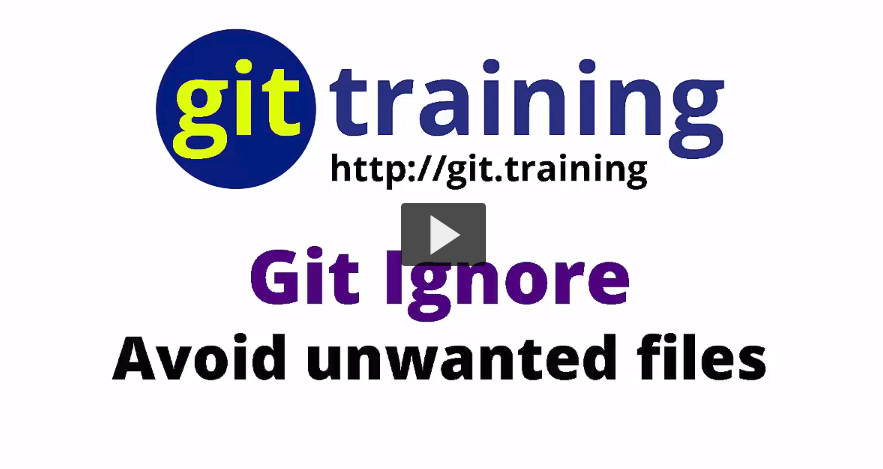 git training
http://git.training
Git Ignore
Avoid unwanted files